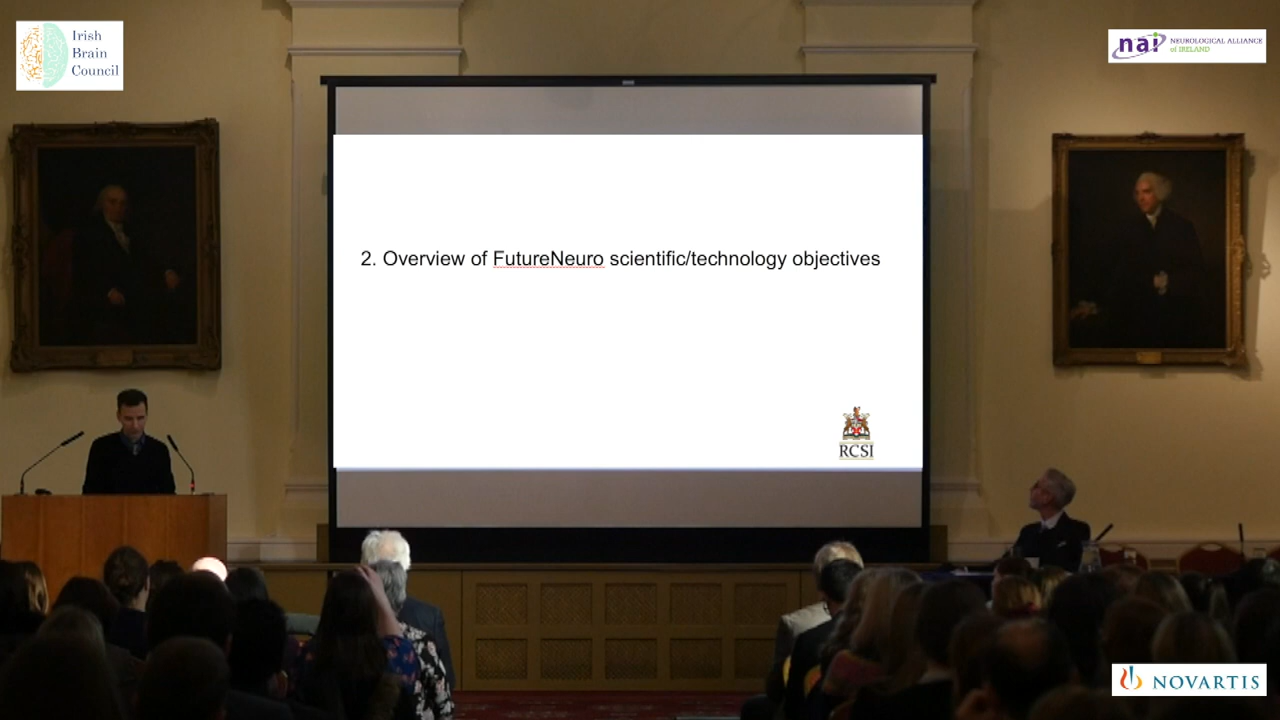 Irish
Brain
Council
nai NEUROLOGICAL ALLIANCE
of IRELAND
2. Overview of FutureNeuro scientific/technology objectives
RCSI
NOVARTIS